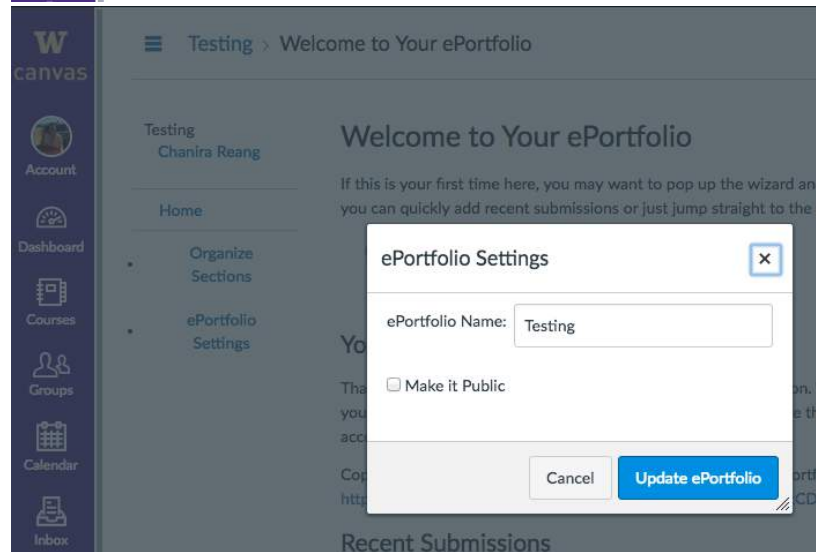 W
canvas
Account
Dashboard
Courses
Groups
Calendar
Inbox
Testing > Welcome to Your ePortfolio
Testing
Chanira Reang
Home
Organize
Sections
ePortfolio
Settings
Welcome to Your ePortfolio
If this is your first time here, you may want to pop up the wizard an
you can quickly add recent submissions or just jump straight to the
ePortfolio Settings
×
ePortfolio Name:
Testing
Make it Public
Cancel
Update ePortfolio
Recent Submissions